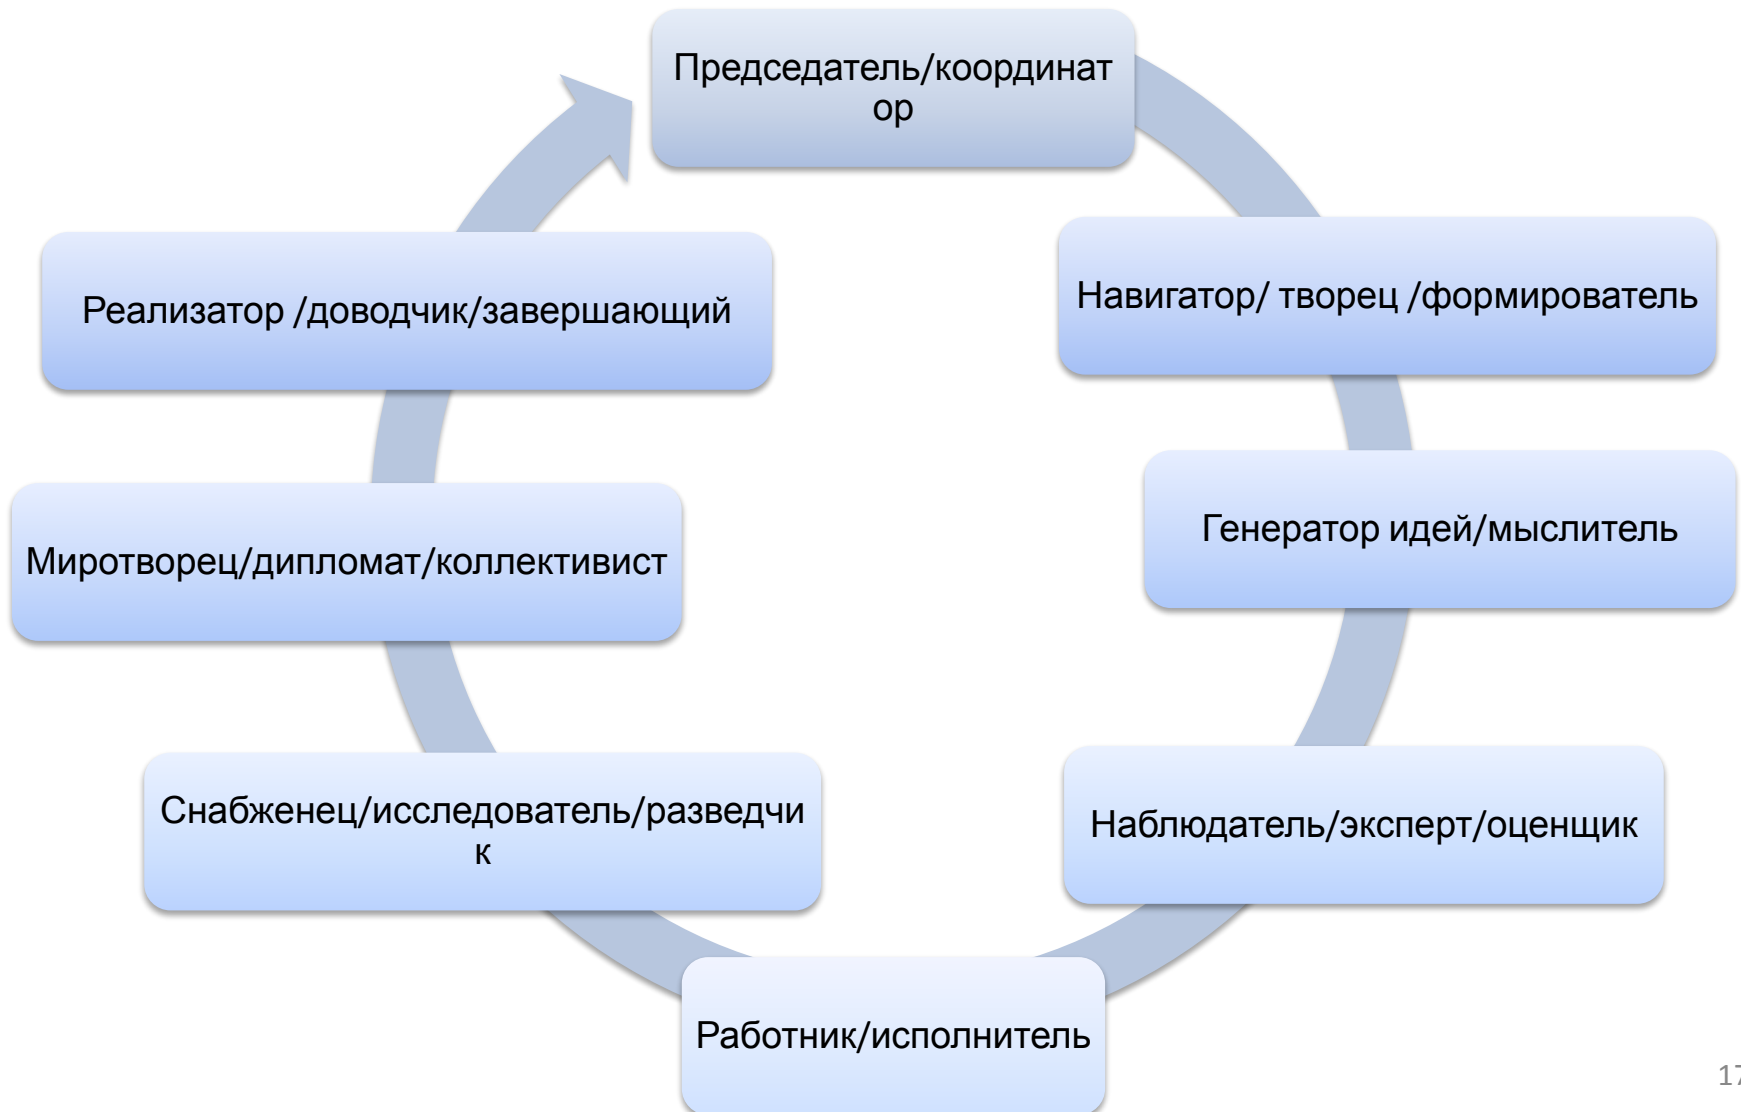 Председатель/координат
ор
Навигатор/ творец /формирователь
Генератор идей/мыслитель
Наблюдатель/эксперт/оценщик
Работник/исполнитель
Снабженец/исследователь/разведчи
к
Миротворец/дипломат/коллективист
Реализатор /доводчик/завершающий
17